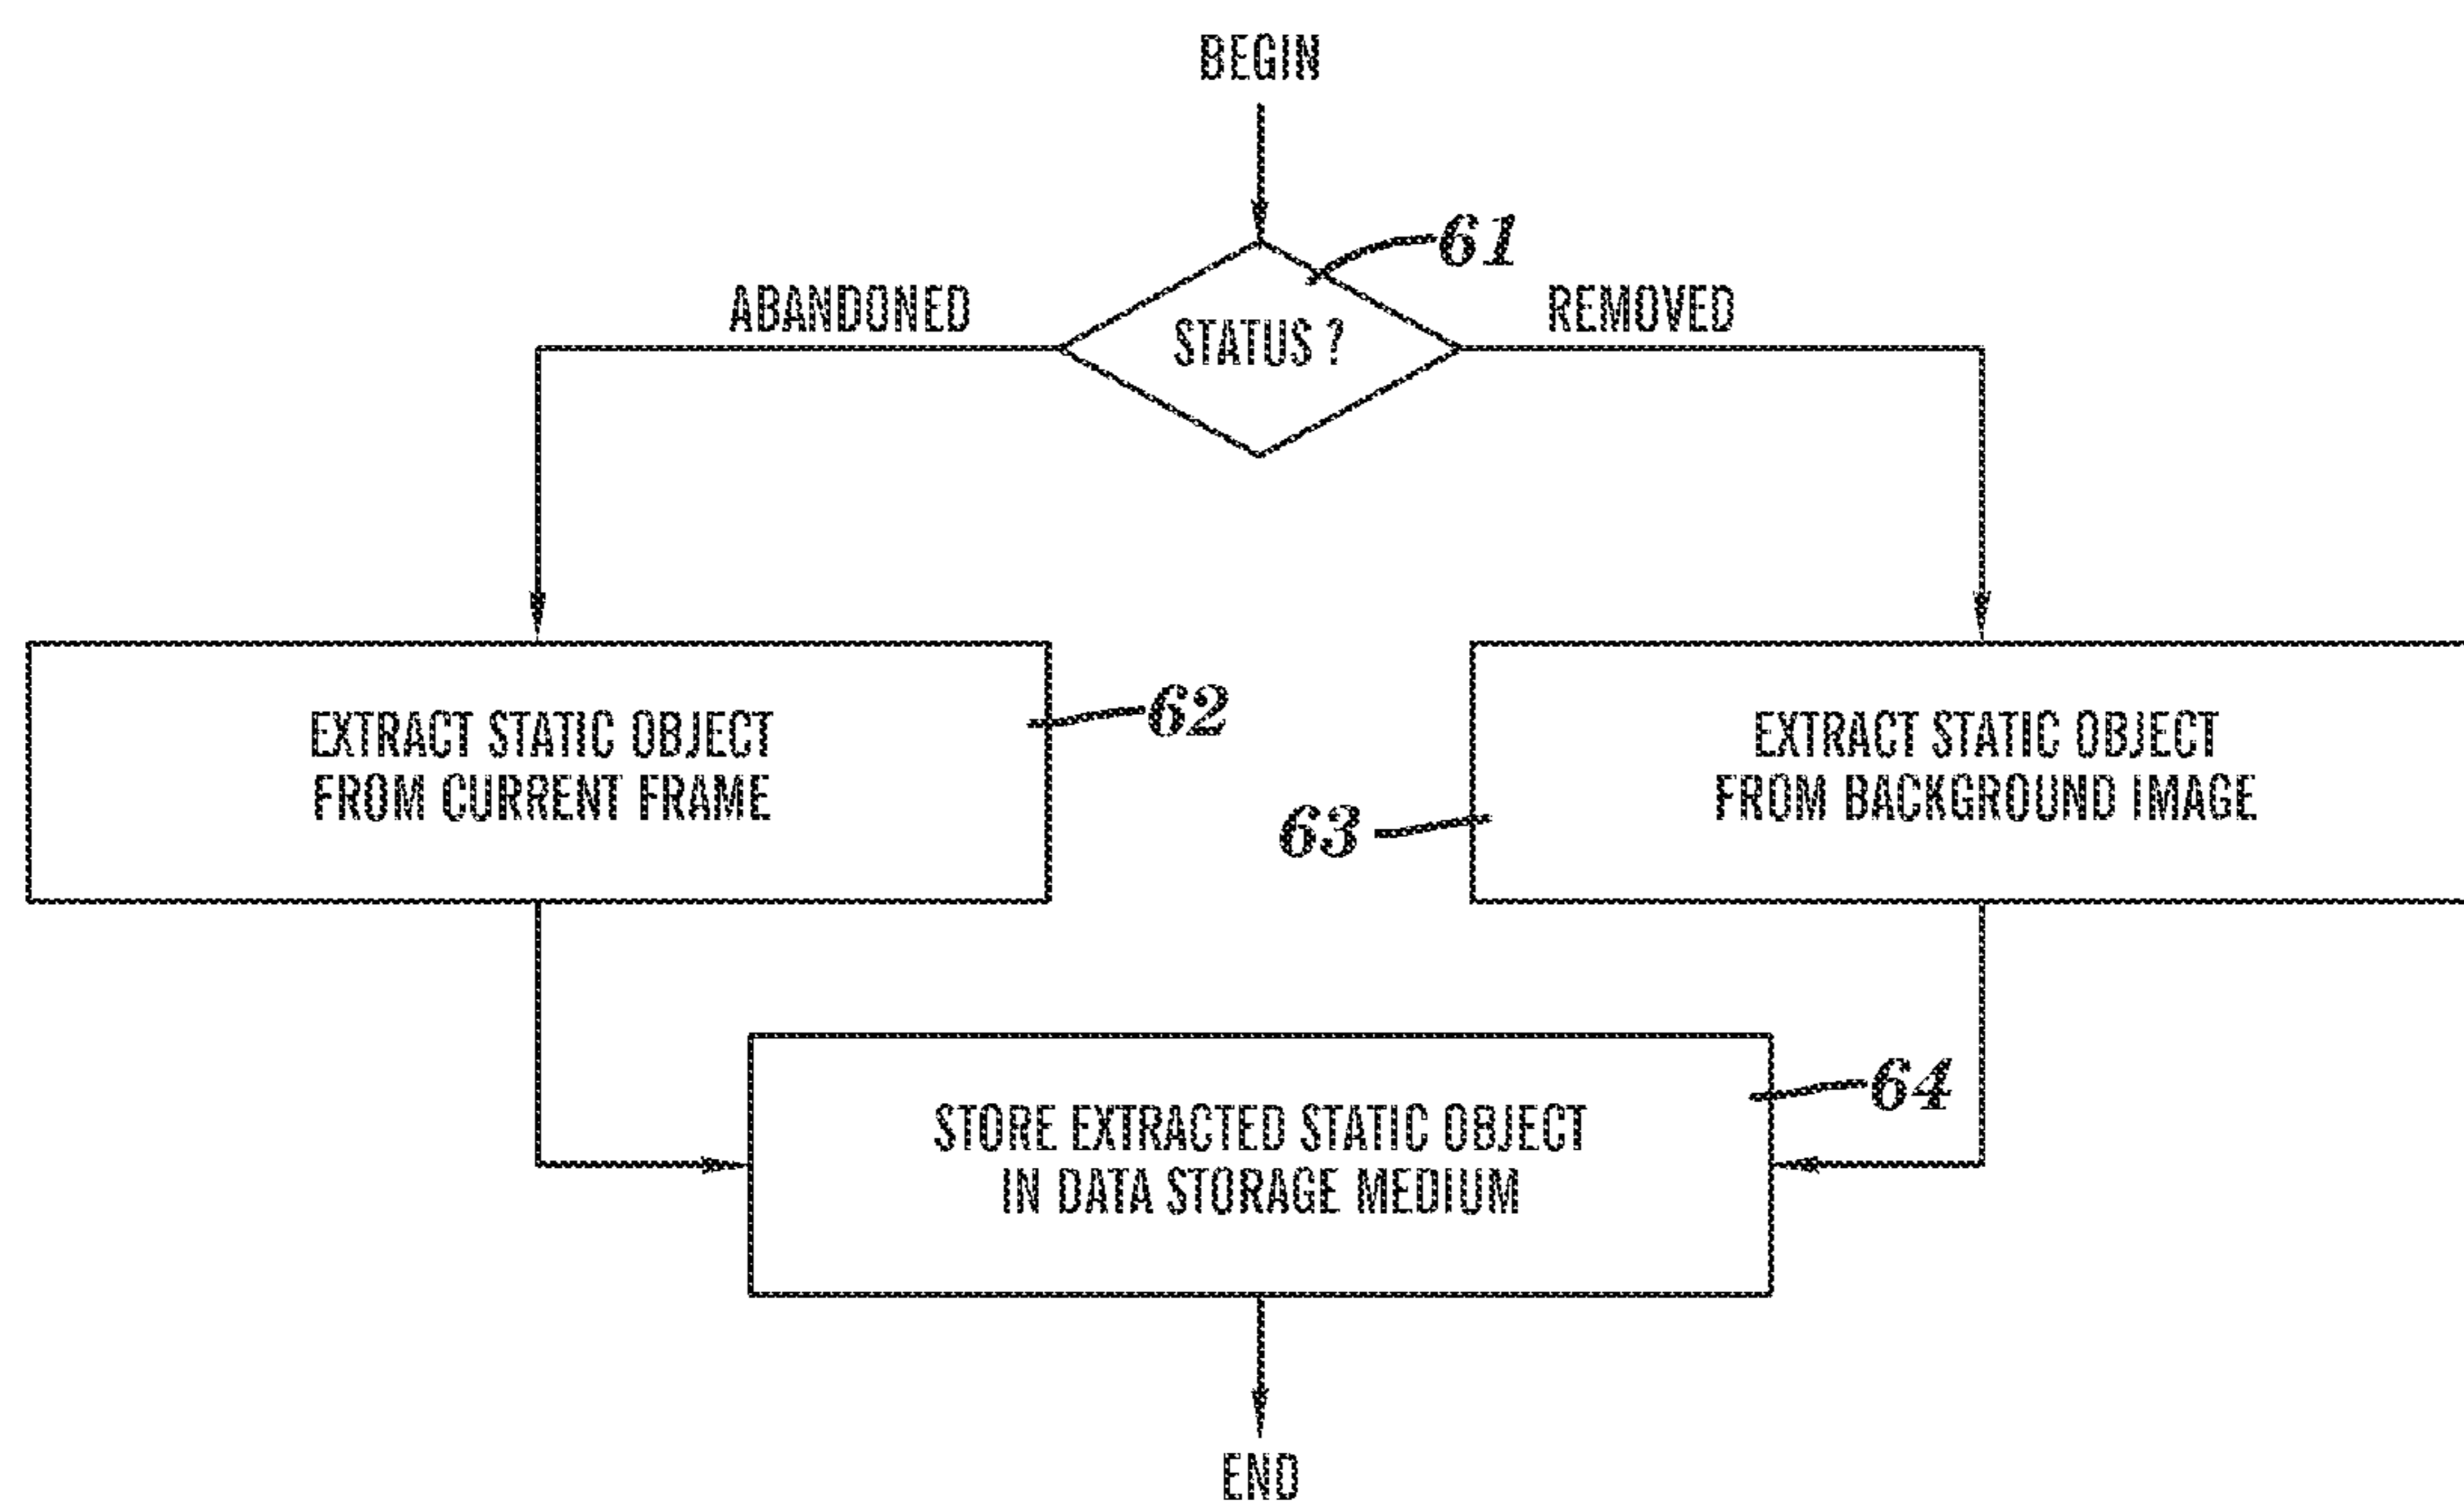 BEGIN
61
ABANDONED
REMOVED
STATUS ?
EXTRACT STATIC OBJECT
FROM CURRENT FRAME
62
63
EXTRACT STATIC OBJECT
FROM BACKGROUND IMAGE
STORE EXTRACTED STATIC OBJECT
IN DATA STORAGE MEDIUM
64
END